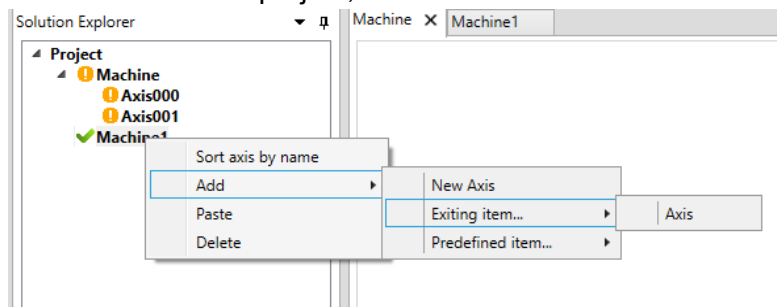 Solution Explorer
Machine
Machine1
Project
Machine
Axis000
Axis001
Machine1
Sort axis by name
Add
Paste
Delete
New Axis
Exiting item...
Predefined item...
Axis